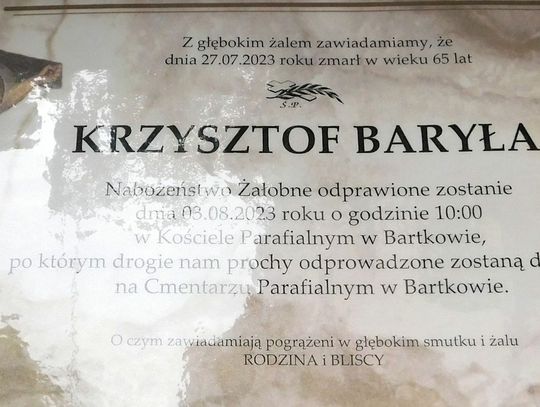 Z głębokim żalem zawiadamiamy, że
dnia 27.07.2023 roku zmarł w wieku 65 lat
Ś.P.
KRZYSZTOF BARYŁA
Nabożeństwo Żałobne odprawione zostanie
dnia 03.08.2023 roku o godzinie 10:00
w Kościele Parafialnym w Bartkowie,
po którym drogie nam prochy odprowadzone zostaną d
na Cmentarzu Parafialnym w Bartkowie.
O czym zawiadamiają pogrążeni w głębokim smutku i żalu
RODZINA i BLISCY